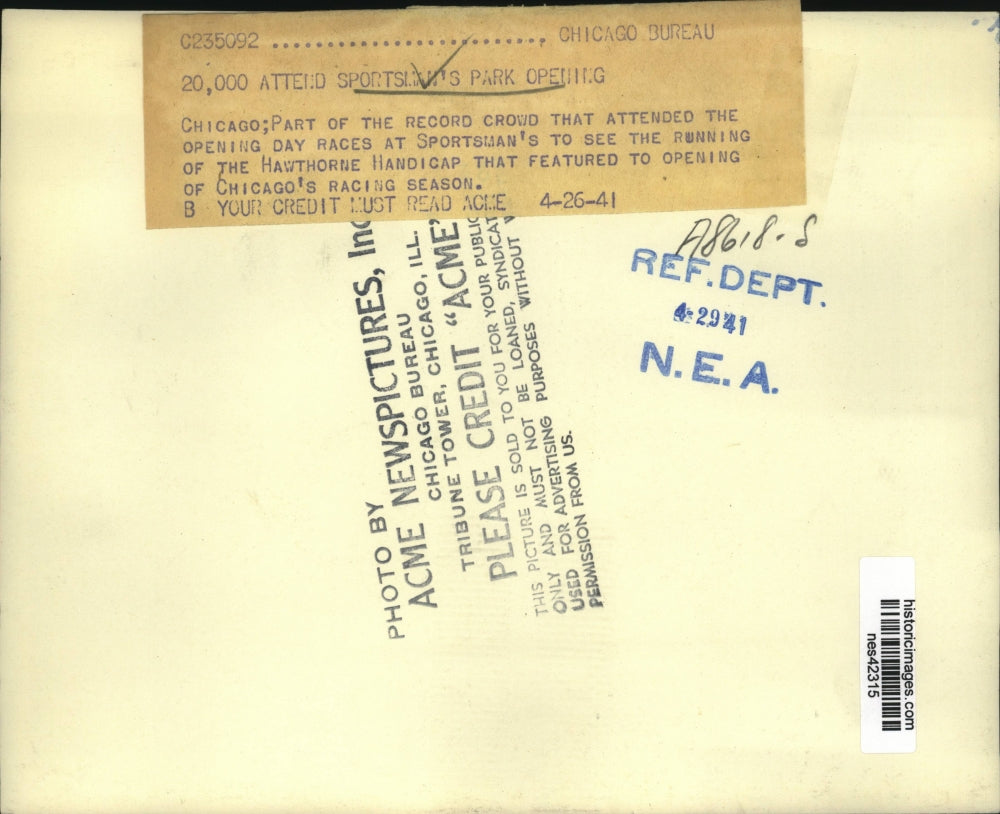 C235092 .......................... CHICAGO BUREAU
20,000 ATTEND SPORTSMAN'S PARK OPENING
CHICAGO;PART OF THE RECORD CROWD THAT ATTENDED THE
OPENING DAY RACES AT SPORTSMAN'S TO SEE THE RUNNING
OF THE HAWTHORNE HANDICAP THAT FEATURED TO OPENING
OF CHICAGO'S RACING SEASON.
B YOUR CREDIT MUST READ ACME 4-26-41
A8618-S
REF. DEPT.
4-29 41
N. E. A.
PHOTO BY
ACME NEWSPICTURES, Inc
CHICAGO BUREAU
TRIBUNE TOWER, CHICAGO, ILL.
PLEASE CREDIT "ACME"
THIS PICTURE IS SOLD TO YOU FOR YOUR PUBLIC
ONLY AND MUST NOT BE LOANED, SYNDICAT
USED FOR ADVERTISING PURPOSES WITHOUT W
PERMISSION FROM US.
historicimages.com
nes42315